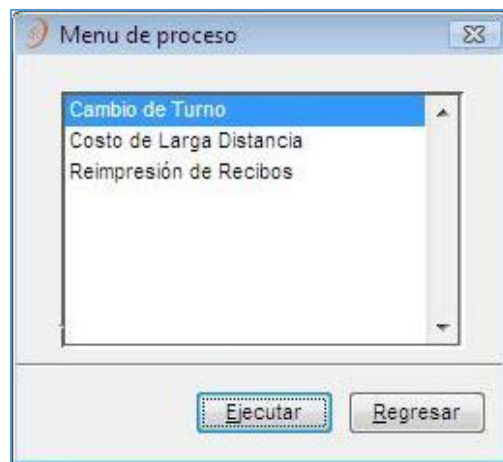 Menu de proceso
Cambio de Turno
Costo de Larga Distancia
Reimpresión de Recibos
Ejecutar
Regresar